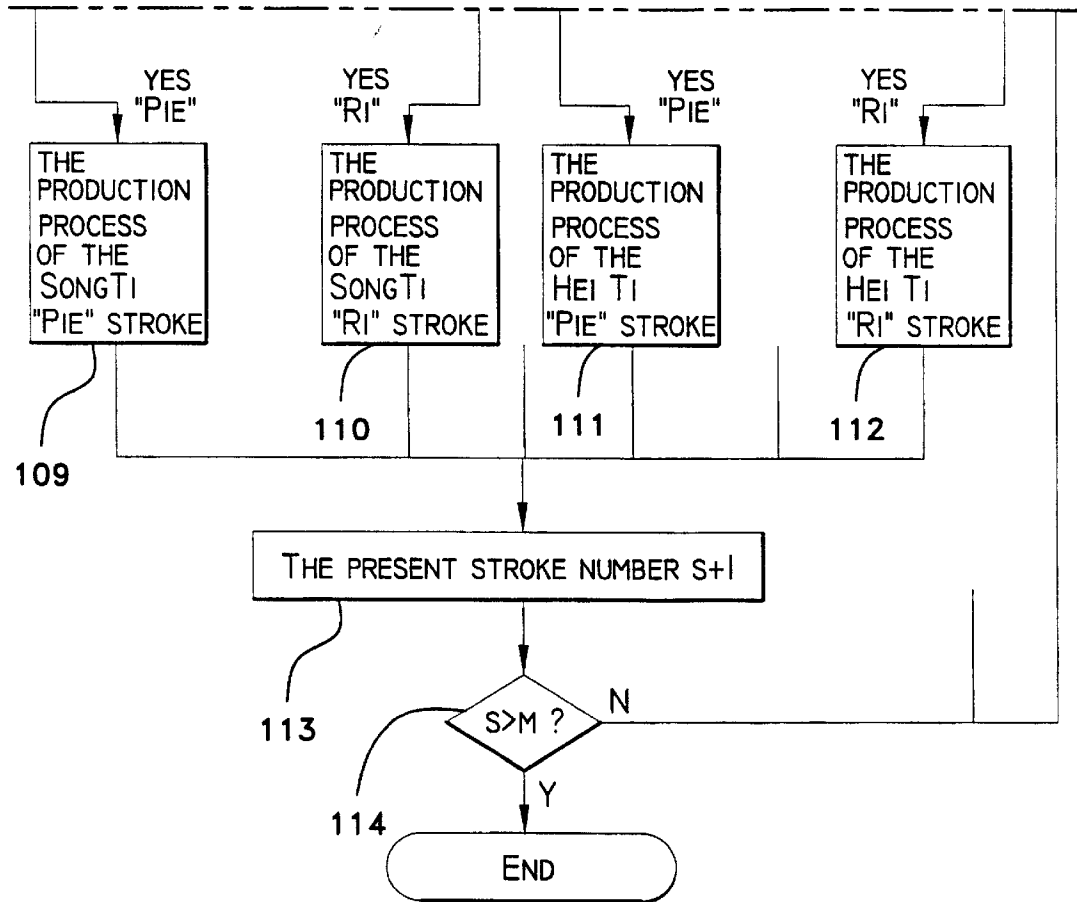 YES
"PIE"
YES
"RI"
YES
"PIE"
YES
"RI"
THE
PRODUCTION
PROCESS
OF THE
SONGTI
"PIE" STROKE
THE
PRODUCTION
PROCESS
OF THE
SONGTI
"RI" STROKE
THE
PRODUCTION
PROCESS
OF THE
HEI TI
"PIE" STROKE
THE
PRODUCTION
PROCESS
OF THE
HEI TI
"RI" STROKE
109
110
111
112
THE PRESENT STROKE NUMBER S+1
113
S>M ?
N
Y
114
END